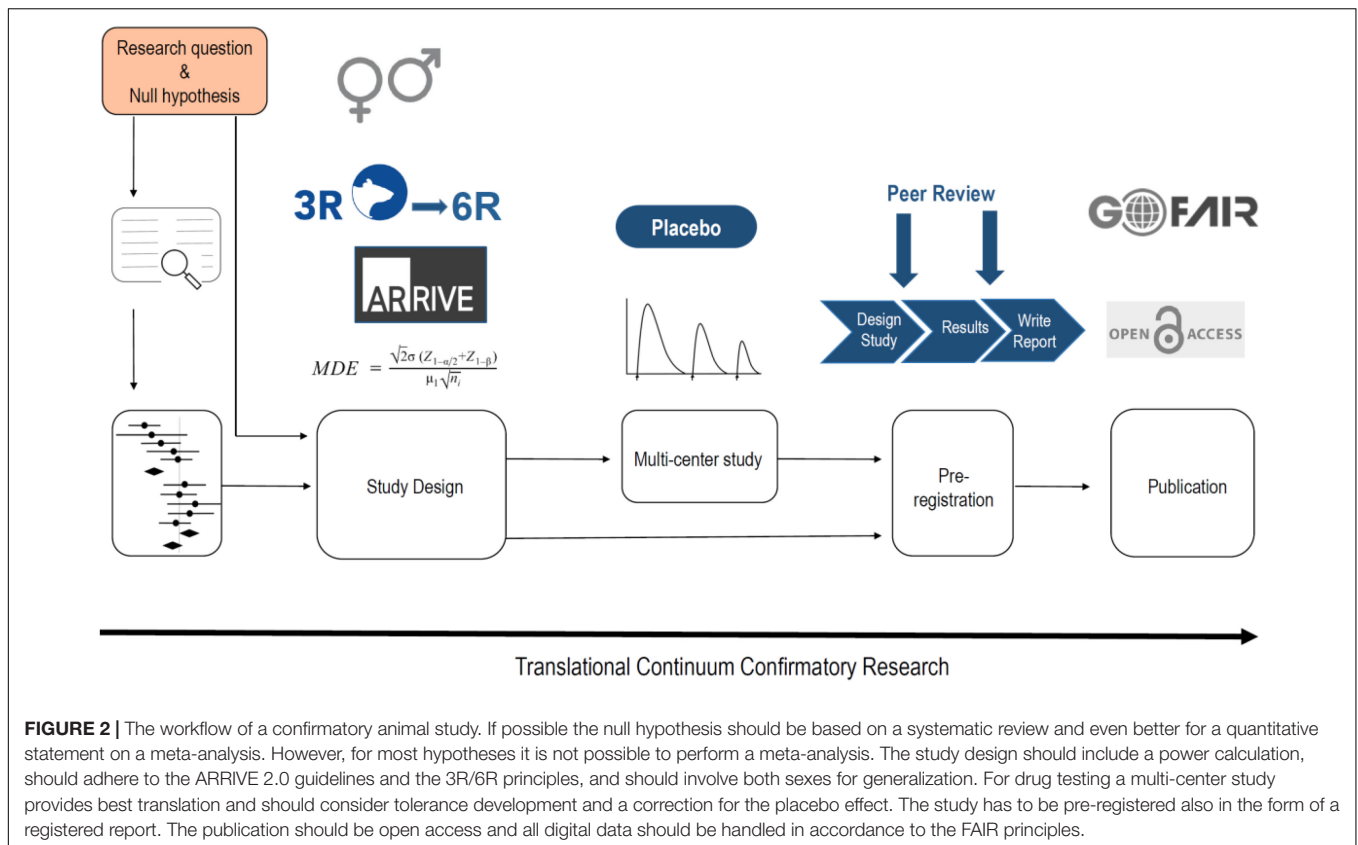 Research question
&
Null hypothesis
3R → 6R
ARRIVE
MDE = √2σ (Z1−α/2+Z1−β) / μ1√ni
Placebo
Peer Review
Design
Study
Results
Write
Report
GO FAIR
OPEN ACCESS
Study Design
Multi-center study
Pre-
registration
Publication
Translational Continuum Confirmatory Research
FIGURE 2 | The workflow of a confirmatory animal study. If possible the null hypothesis should be based on a systematic review and even better for a quantitative
statement on a meta-analysis. However, for most hypotheses it is not possible to perform a meta-analysis. The study design should include a power calculation,
should adhere to the ARRIVE 2.0 guidelines and the 3R/6R principles, and should involve both sexes for generalization. For drug testing a multi-center study
provides best translation and should consider tolerance development and a correction for the placebo effect. The study has to be pre-registered also in the form of a
registered report. The publication should be open access and all digital data should be handled in accordance to the FAIR principles.